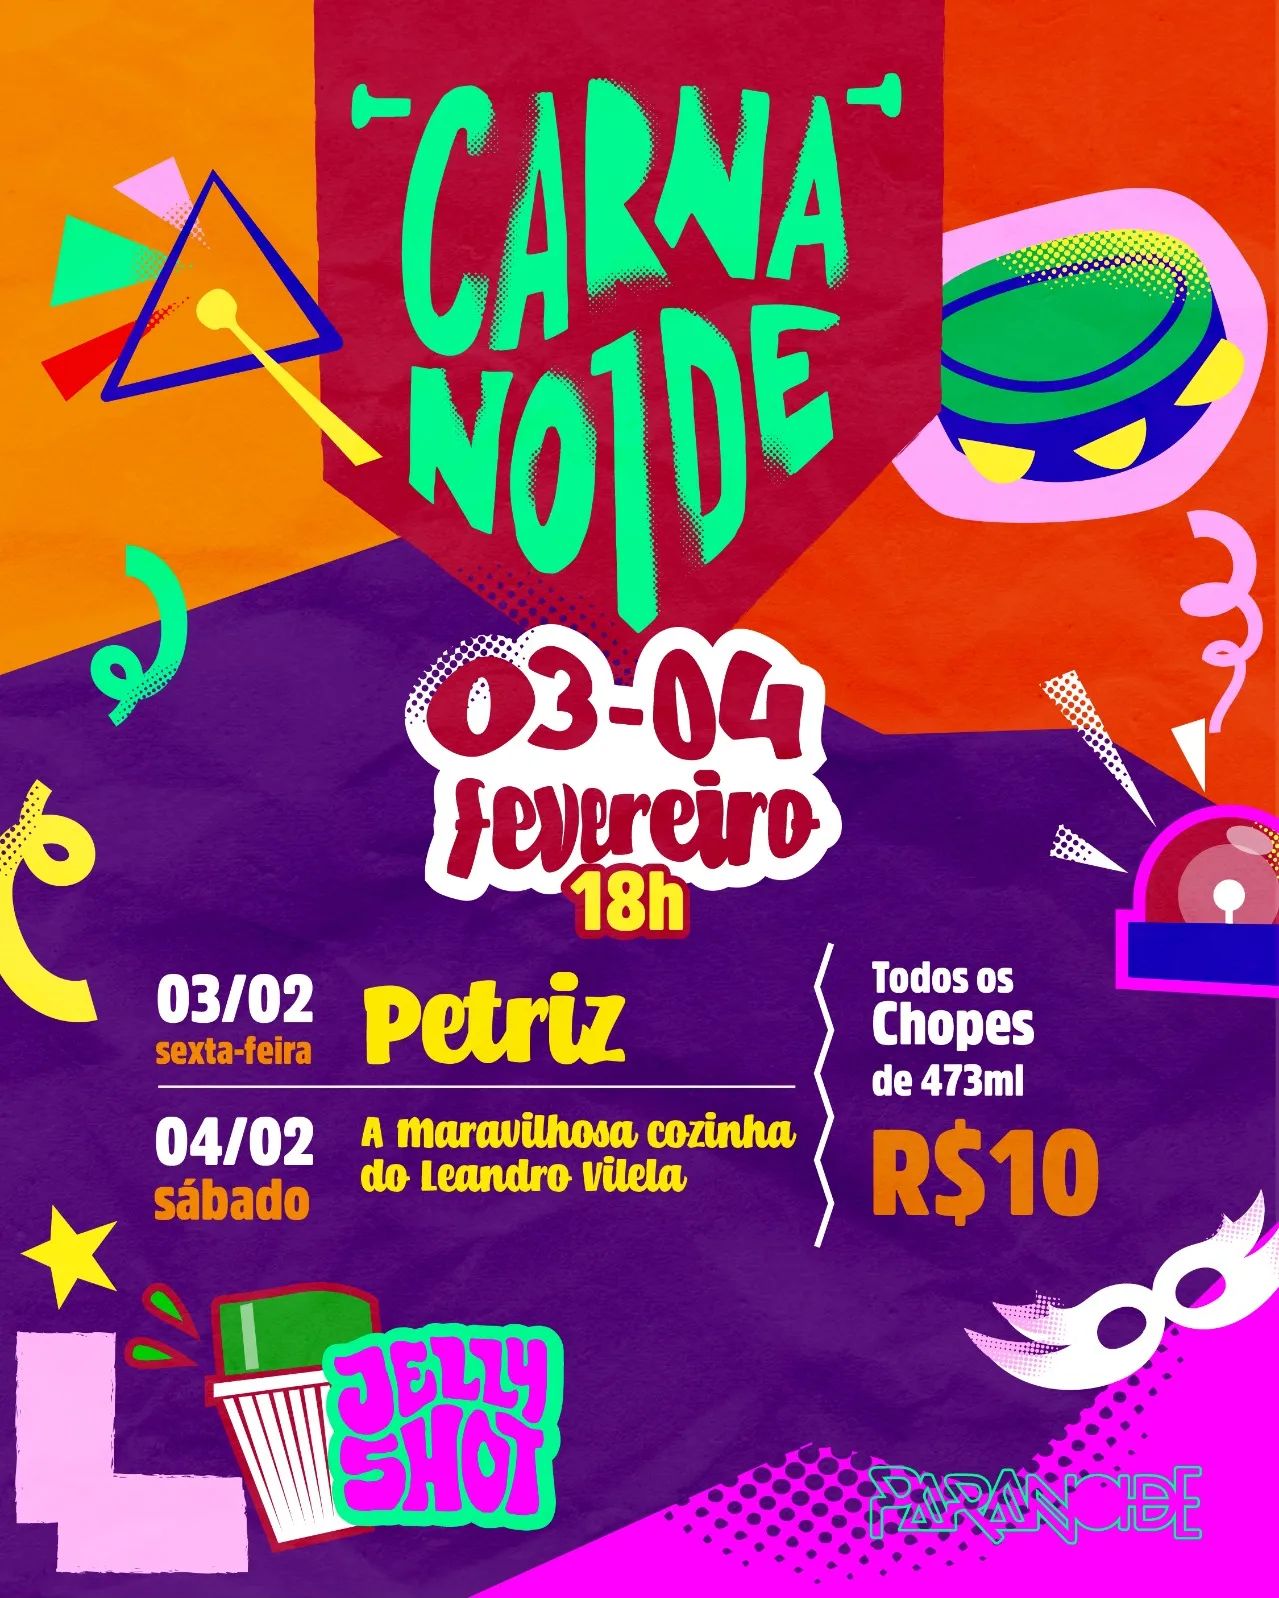 CARNA
NOIDE
03-04
fevereiro
18h
03/02
sexta-feira
Petriz
04/02
sábado
A maravilhosa cozinha
do Leandro Vilela
Todos os
Chopes
de 473ml
R$10
JELLY
SHOT
PARANOIDE